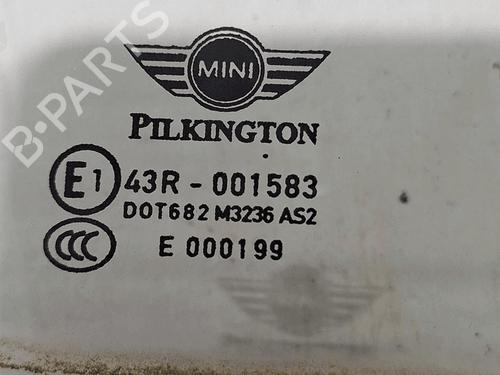 B-PARTS
MINI
PILKINGTON
E1 43R - 001583
DOT682 M3236 AS2
CCC E 000199